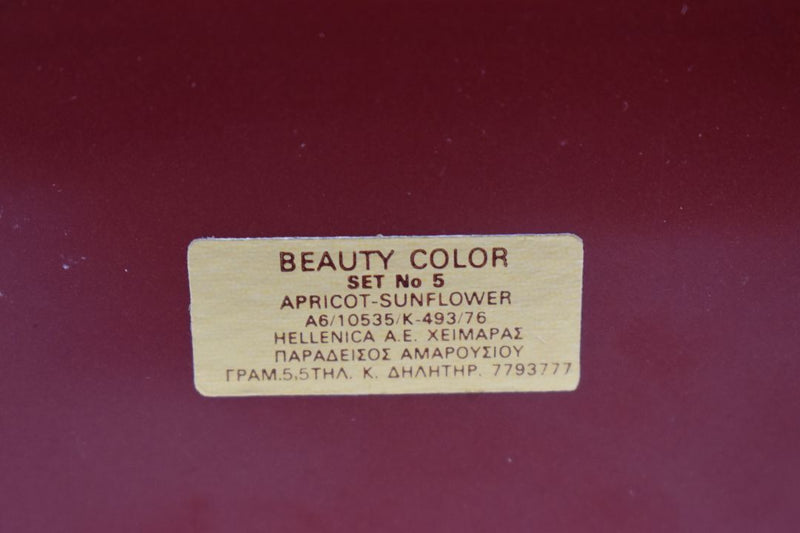 BEAUTY COLOR
SET No 5
APRICOT-SUNFLOWER
A6/10535/K-493/76
HELLENICA A.E. ΧΕΙΜΑΡΑΣ
ΠΑΡΑΔΕΙΣΟΣ ΑΜΑΡΟΥΣΙΟΥ
ΓΡΑΜ.5,5ΤΗΛ. Κ. ΔΗΛΗΤΗΡ. 7793777